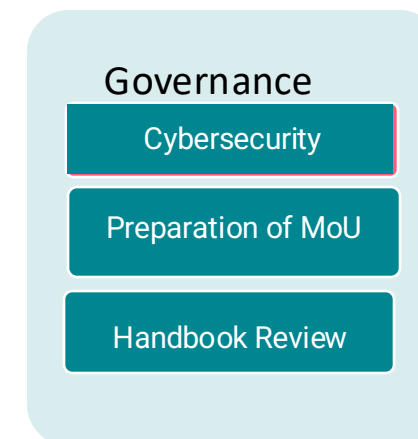 Governance
Cybersecurity
Preparation of MoU
Handbook Review